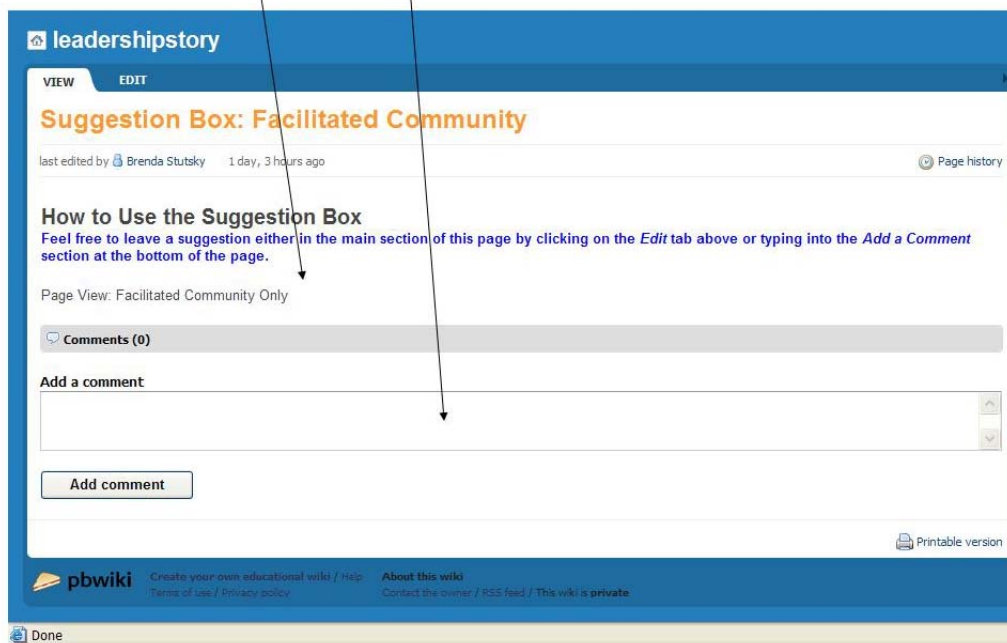 leadershipstory
VIEW EDIT
Suggestion Box: Facilitated Community
last edited by Brenda Stutsky 1 day, 3 hours ago Page history
How to Use the Suggestion Box
Feel free to leave a suggestion either in the main section of this page by clicking on the Edit tab above or typing into the Add a Comment
section at the bottom of the page.
Page View: Facilitated Community Only
Comments (0)
Add a comment
Add comment
Printable version
pbwiki Create your own educational wiki / Help About this wiki
Terms of use / Privacy policy Contact the owner / RSS feed / This wiki is private
Done